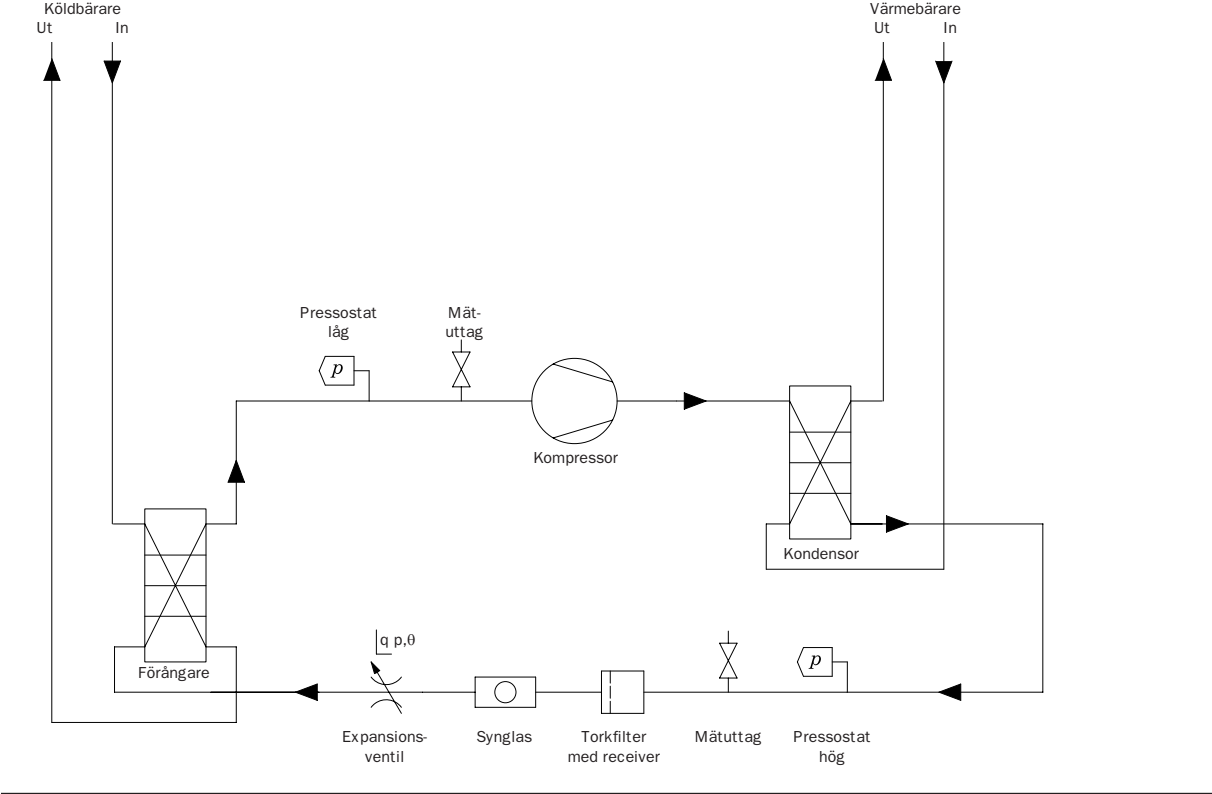 Köldbärare
Ut In
Värmebärare
Ut In
Pressostat
låg
Mät-
uttag
p
Kompressor
Kondensor
Förångare
q p,θ
p
Expansions-
ventil
Synglas
Torkfilter
med receiver
Mätuttag
Pressostat
hög